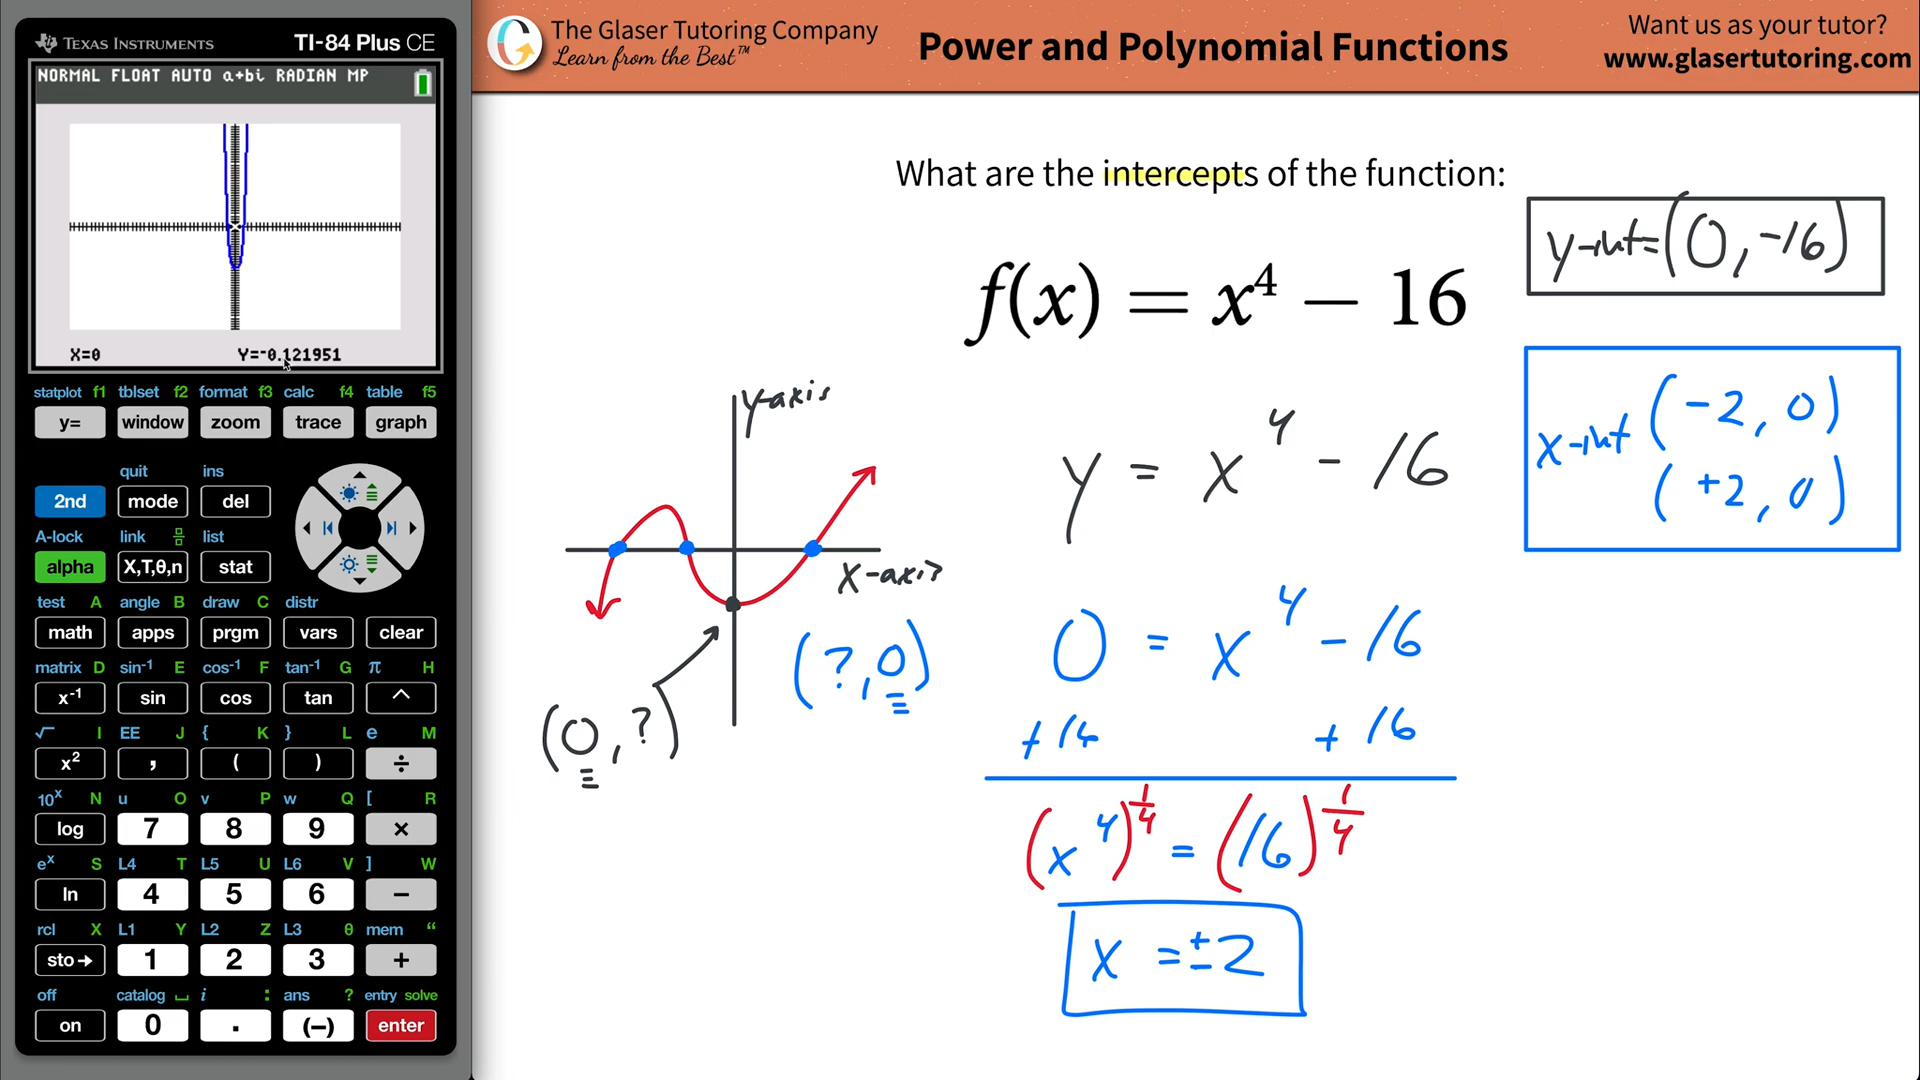 TEXAS INSTRUMENTS TI-84 Plus CE
NORMAL FLOAT AUTO a+bi RADIAN MP
X=0 Y=-0.121951
statplot f1 tblset f2 format f3 calc f4 table f5
y= window zoom trace graph
quit ins
2nd mode del
A-lock link list
alpha X,T,θ,n stat
test A angle B draw C distr
math apps prgm vars clear
matrix D sin⁻¹ E cos⁻¹ F tan⁻¹ G π H
x⁻¹ sin cos tan ^
√ I EE J { K } L e M
x² , ( ) ÷
10ˣ N u O v P w Q [ R
log 7 8 9 ×
eˣ S L4 T L5 U L6 V ] W
ln 4 5 6 −
rcl X L1 Y L2 Z L3 θ mem “
sto→ 1 2 3 +
off catalog ⎵ i : ans ? entry solve
on 0 . (−) enter
The Glaser Tutoring Company
Learn from the Best™
Power and Polynomial Functions
Want us as your tutor?
www.glasertutoring.com
What are the intercepts of the function:
f(x) = x⁴ − 16
y-int=(0,-16)
x-int (-2, 0)
(+2, 0)
y-axis
x-axis
(?, 0)
(0, ?)
y = x⁴ - 16
0 = x⁴ - 16
+16 +16
(x⁴)^1/4 = (16)^1/4
x = ±2